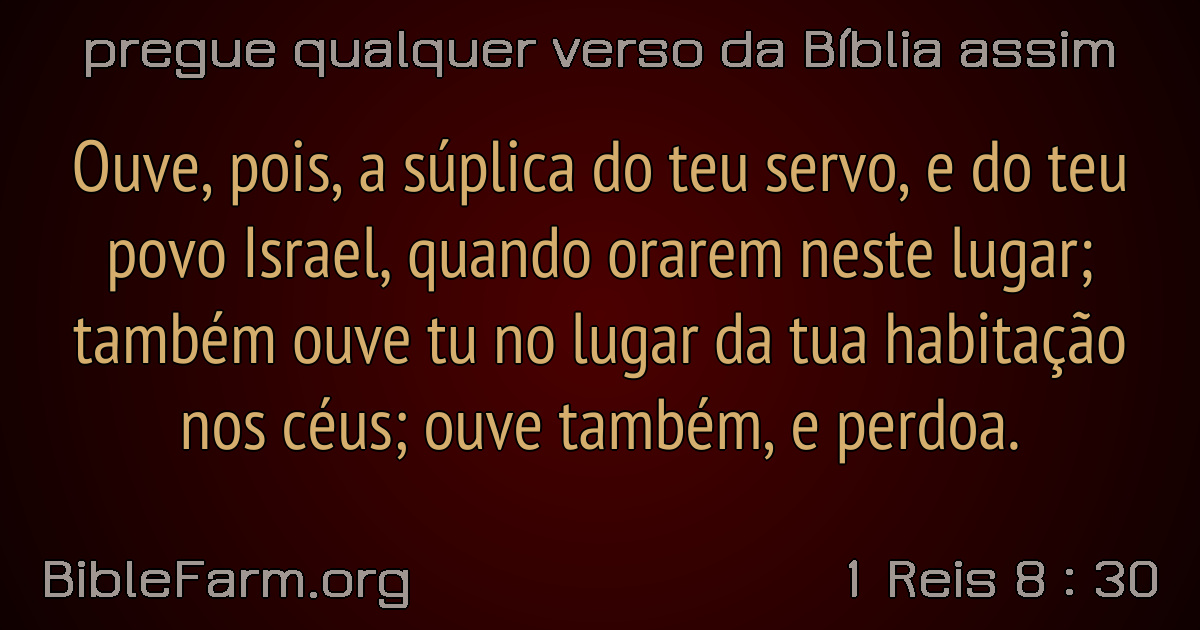 pregue qualquer verso da Bíblia assim
Ouve, pois, a súplica do teu servo, e do teu
povo Israel, quando orarem neste lugar;
também ouve tu no lugar da tua habitação
nos céus; ouve também, e perdoa.
BibleFarm.org
1 Reis 8 : 30